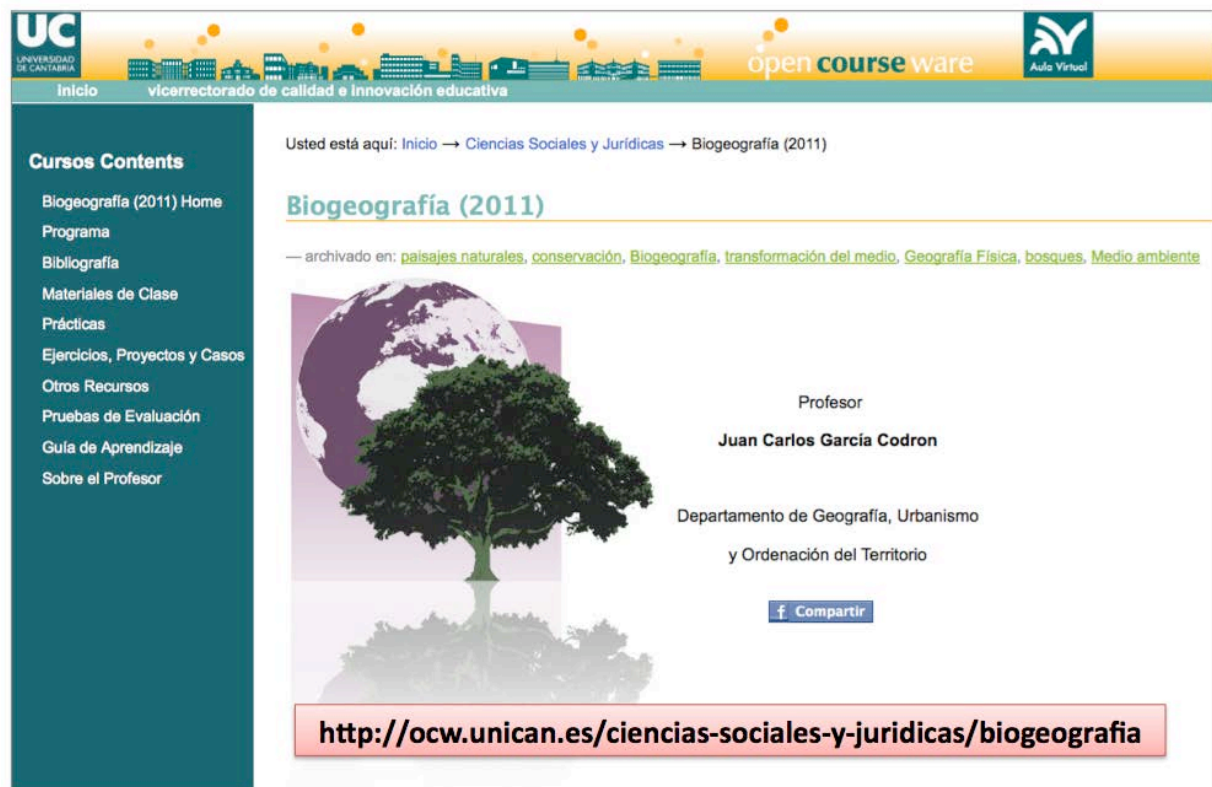 UC
UNIVERSIDAD
DE CANTABRIA
open course ware
Aula Virtual
Inicio vicerrectorado de calidad e innovación educativa
Cursos Contents
Biogeografía (2011) Home
Programa
Bibliografía
Materiales de Clase
Prácticas
Ejercicios, Proyectos y Casos
Otros Recursos
Pruebas de Evaluación
Guía de Aprendizaje
Sobre el Profesor
Usted está aquí: Inicio → Ciencias Sociales y Jurídicas → Biogeografía (2011)
Biogeografía (2011)
— archivado en: paisajes naturales, conservación, Biogeografía, transformación del medio, Geografía Física, bosques, Medio ambiente
Profesor
Juan Carlos García Codron
Departamento de Geografía, Urbanismo
y Ordenación del Territorio
f Compartir
http://ocw.unican.es/ciencias-sociales-y-juridicas/biogeografia